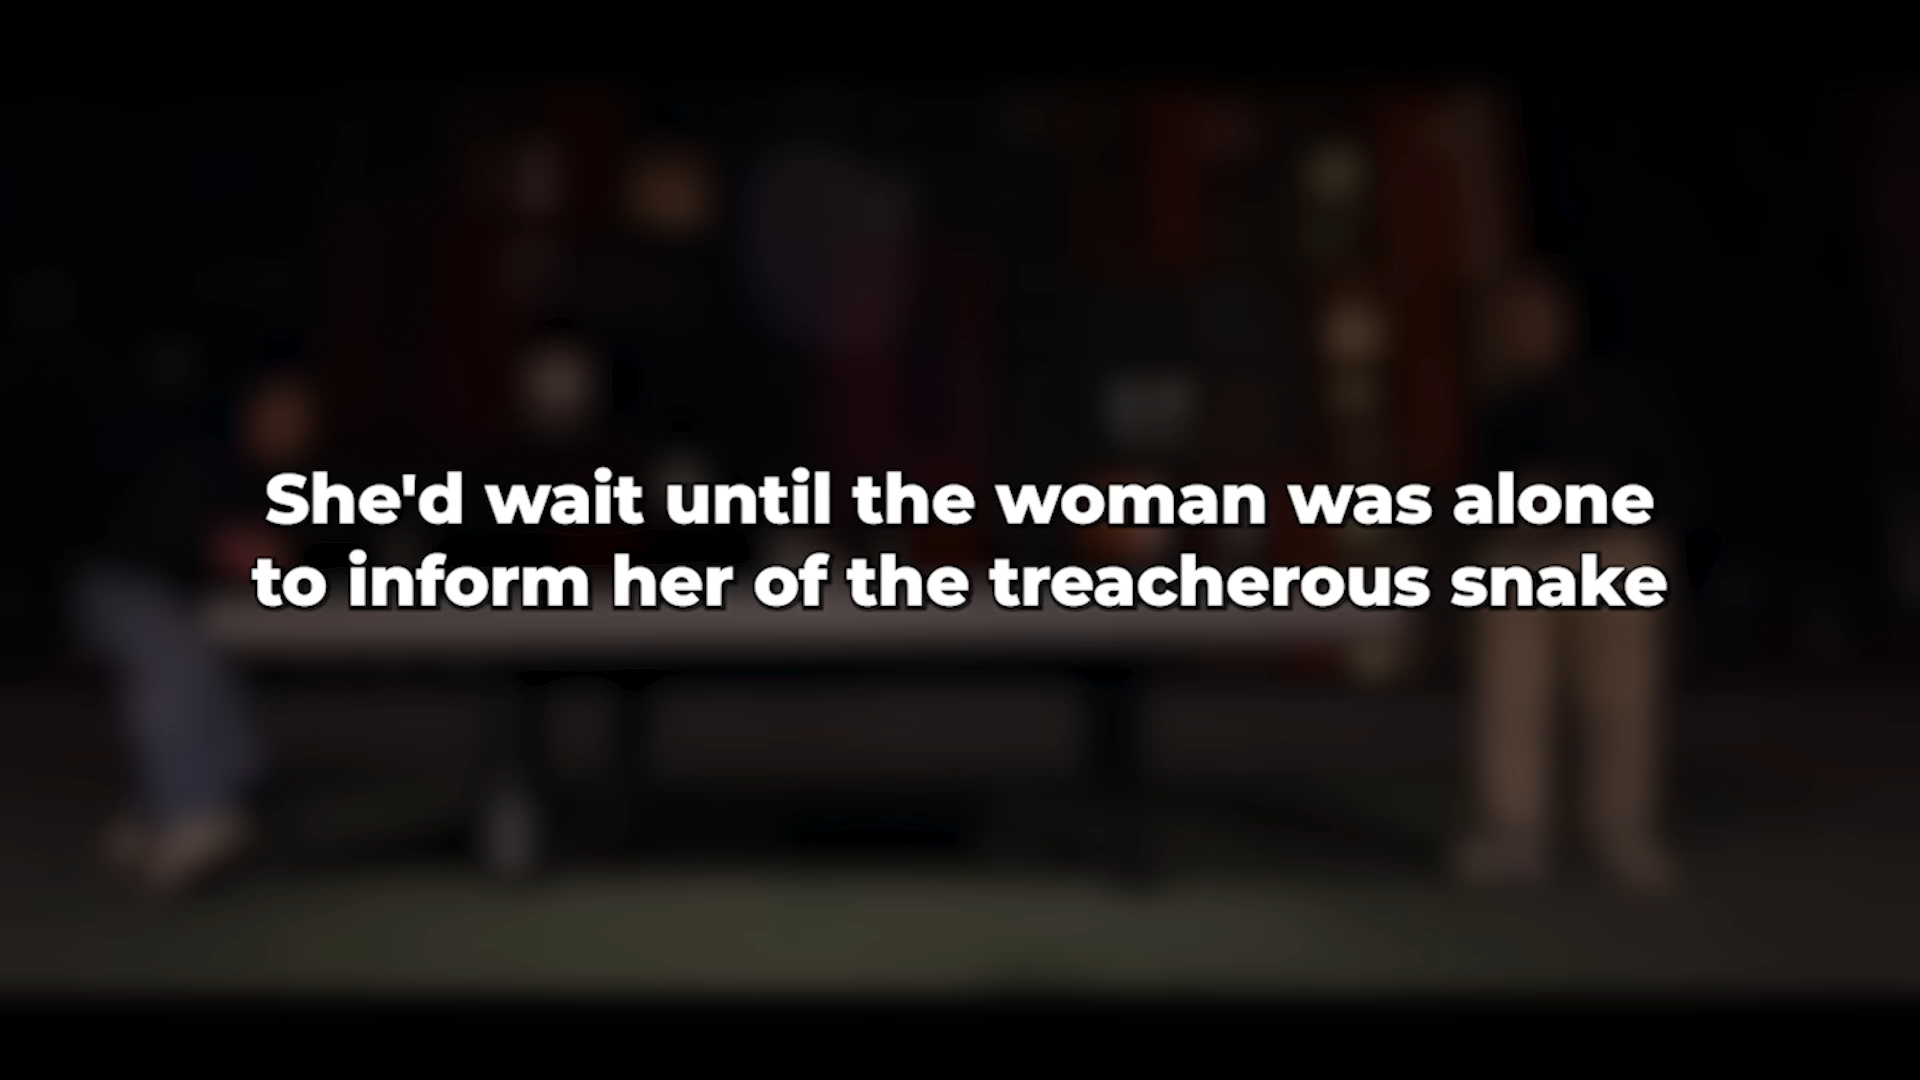 She'd wait until the woman was alone
to inform her of the treacherous snake